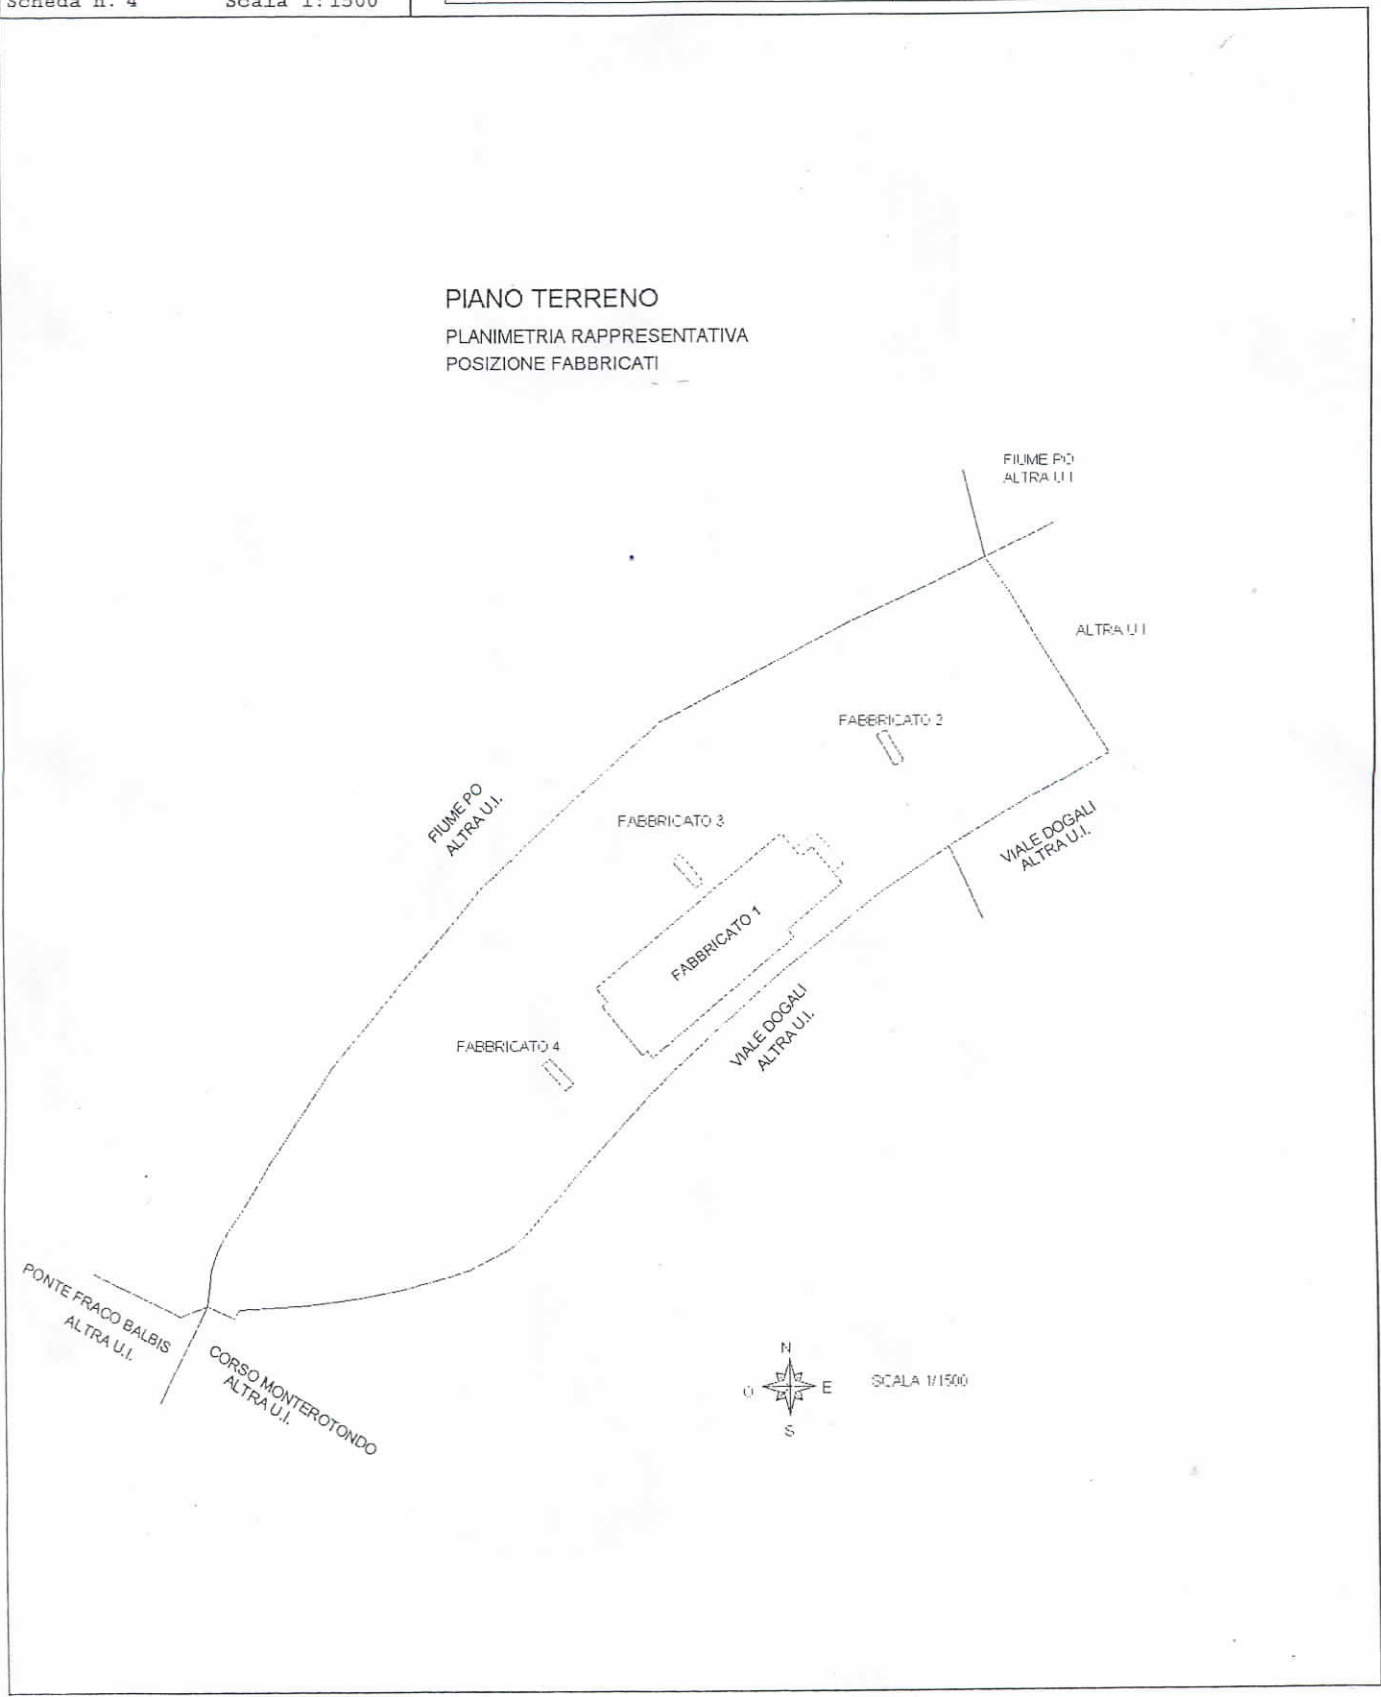 Scheda n. 4 Scala 1:1500
PIANO TERRENO
PLANIMETRIA RAPPRESENTATIVA
POSIZIONE FABBRICATI
FIUME PO
ALTRA U.I
ALTRA U.I
FABBRICATO 2
FIUME PO
ALTRA U.I.
FABBRICATO 3
VIALE DOGALI
ALTRA U.I.
FABBRICATO 1
VIALE DOGALI
ALTRA U.I.
FABBRICATO 4
PONTE FRACO BALBIS
ALTRA U.I.
CORSO MONTEROTONDO
ALTRA U.I.
N
O E
S
SCALA 1/1500